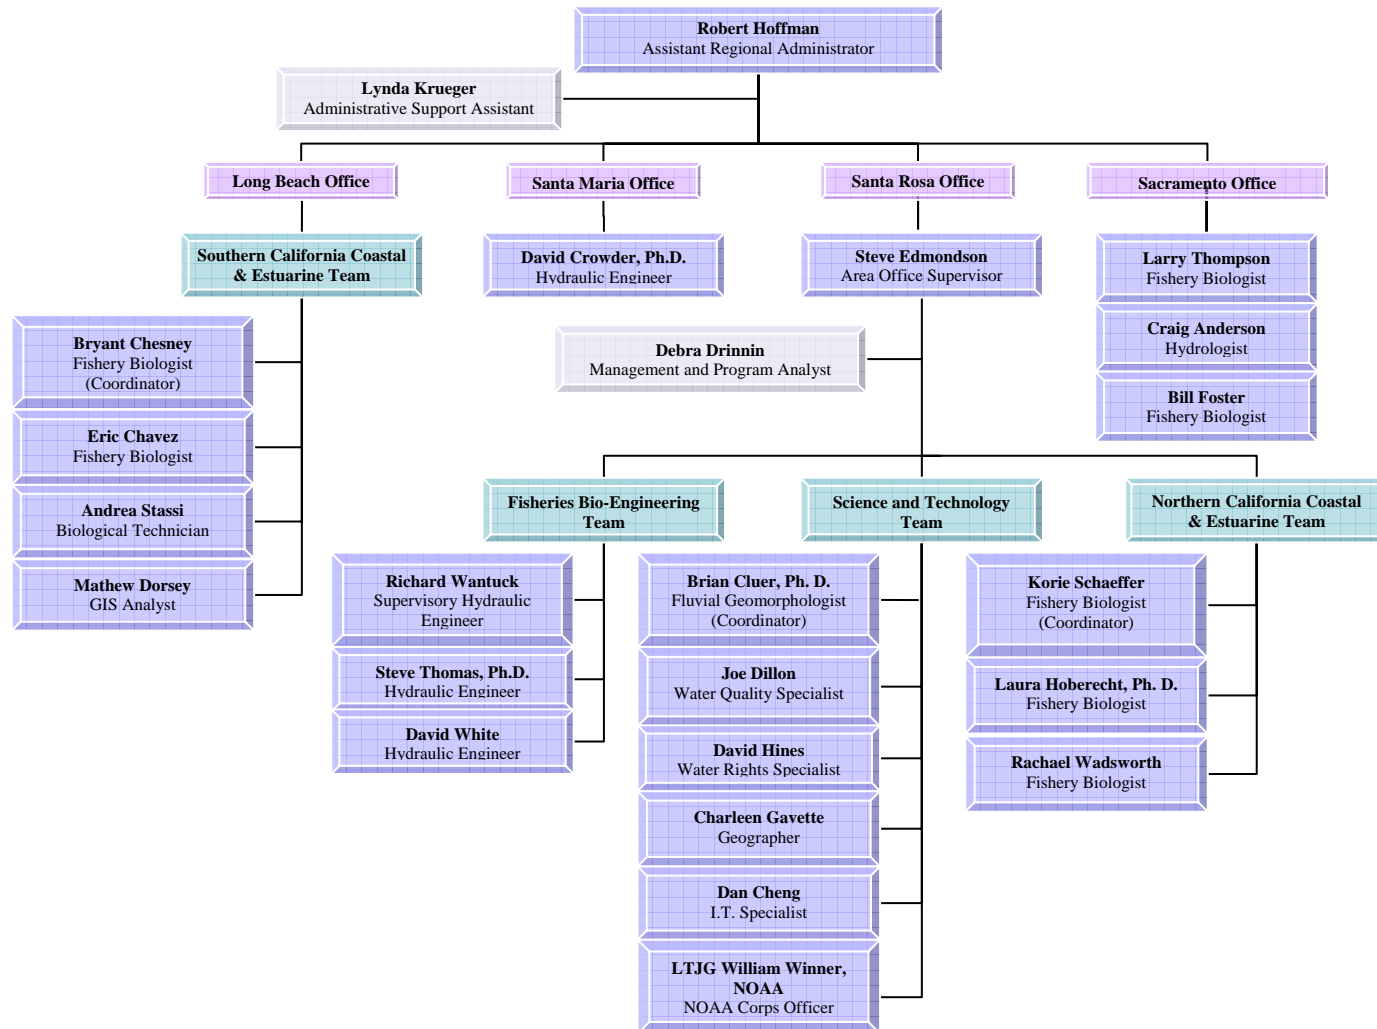 Robert Hoffman
Assistant Regional Administrator
Lynda Krueger
Administrative Support Assistant
Long Beach Office
Santa Maria Office
Santa Rosa Office
Sacramento Office
Southern California Coastal
& Estuarine Team
David Crowder, Ph.D.
Hydraulic Engineer
Steve Edmondson
Area Office Supervisor
Larry Thompson
Fishery Biologist
Craig Anderson
Hydrologist
Bill Foster
Fishery Biologist
Bryant Chesney
Fishery Biologist
(Coordinator)
Eric Chavez
Fishery Biologist
Andrea Stassi
Biological Technician
Mathew Dorsey
GIS Analyst
Debra Drinnin
Management and Program Analyst
Fisheries Bio-Engineering
Team
Science and Technology
Team
Northern California Coastal
& Estuarine Team
Richard Wantuck
Supervisory Hydraulic
Engineer
Steve Thomas, Ph.D.
Hydraulic Engineer
David White
Hydraulic Engineer
Brian Cluer, Ph. D.
Fluvial Geomorphologist
(Coordinator)
Joe Dillon
Water Quality Specialist
David Hines
Water Rights Specialist
Charleen Gavette
Geographer
Dan Cheng
I.T. Specialist
LTJG William Winner,
NOAA
NOAA Corps Officer
Korie Schaeffer
Fishery Biologist
(Coordinator)
Laura Hoberecht, Ph. D.
Fishery Biologist
Rachael Wadsworth
Fishery Biologist